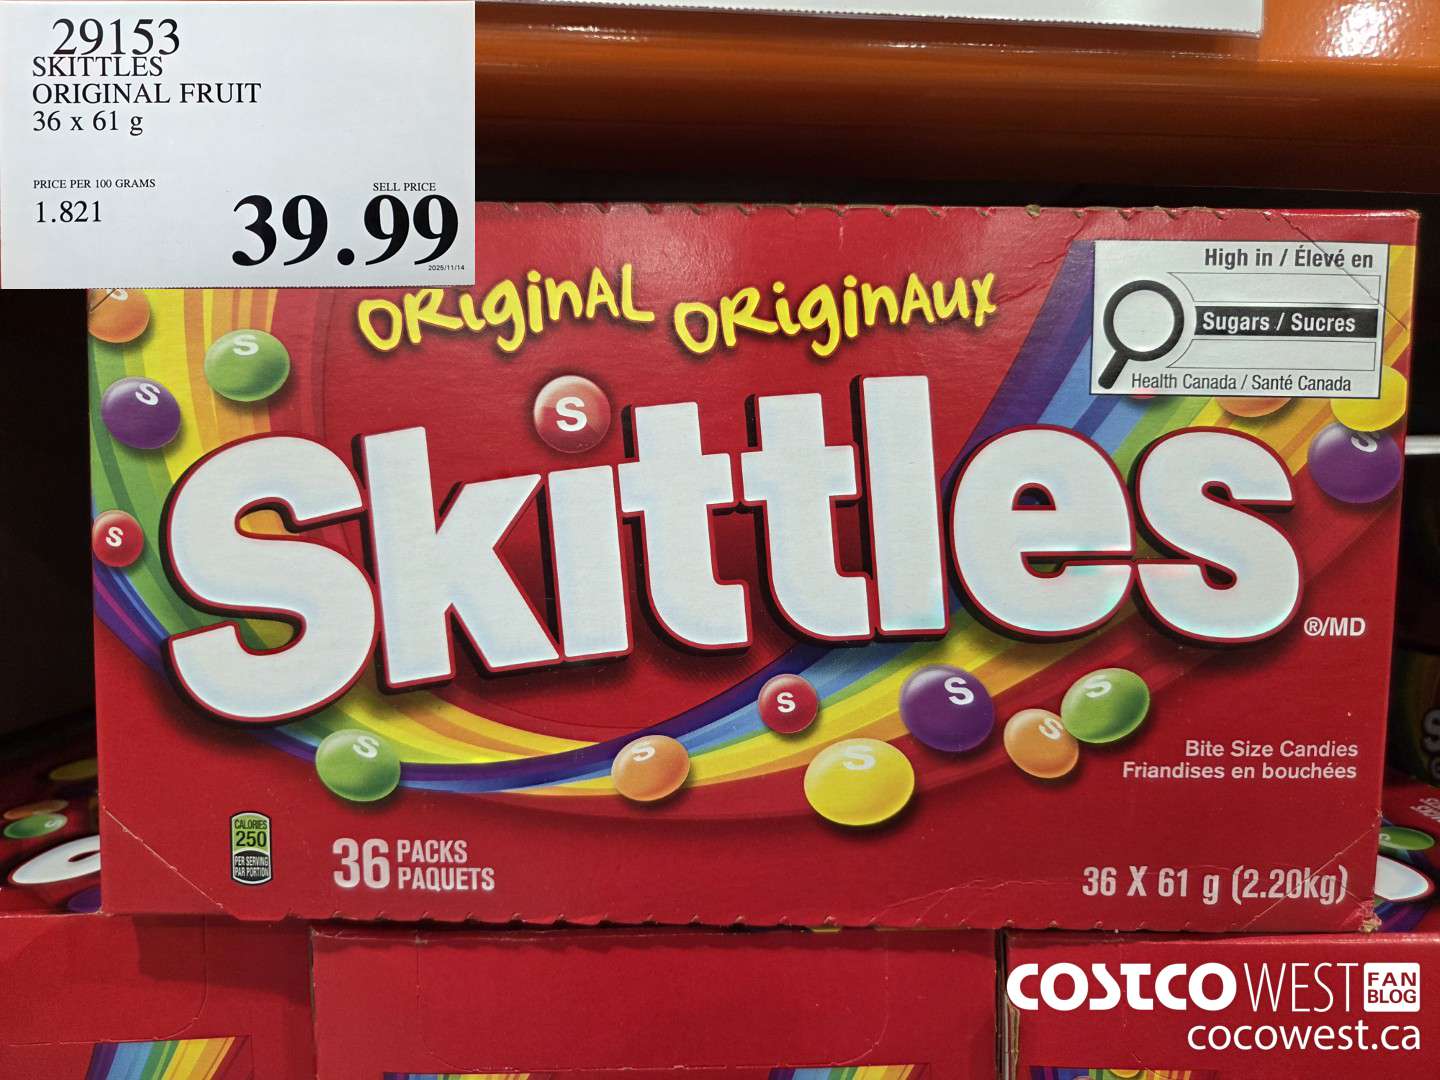 29153
SKITTLES
ORIGINAL FRUIT
36 x 61 g
PRICE PER 100 GRAMS
1.821
SELL PRICE
39.99
2025/11/14
ORiginAL ORiginAux
High in / Élevé en
Sugars / Sucres
Health Canada / Santé Canada
S
S
S
S
S
Skittles
®/MD
S
S
S
S
S
S
S
Bite Size Candies
Friandises en bouchées
CALORIES
250
PER SERVING
PAR PORTION
36 PACKS
PAQUETS
36 X 61 g (2.20kg)
COSTCO WEST FAN BLOG
cocowest.ca